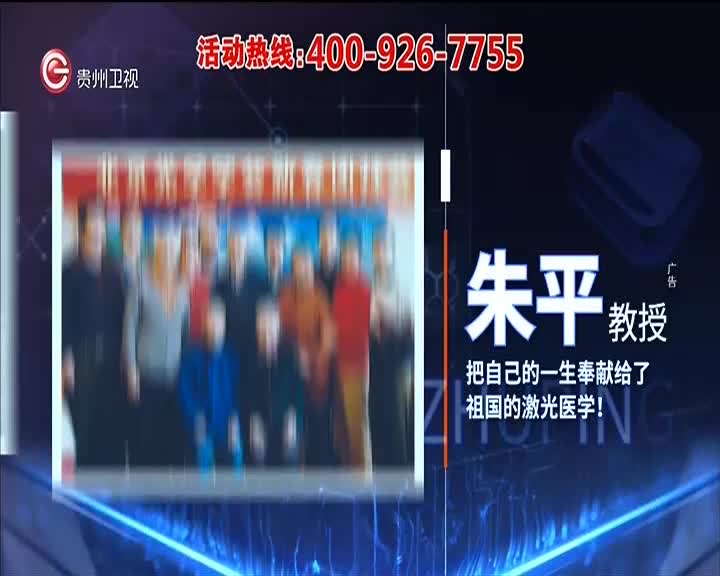 活动热线:400-926-7755
贵州卫视
广告
朱平教授
把自己的一生奉献给了
祖国的激光医学!
ZHUPING